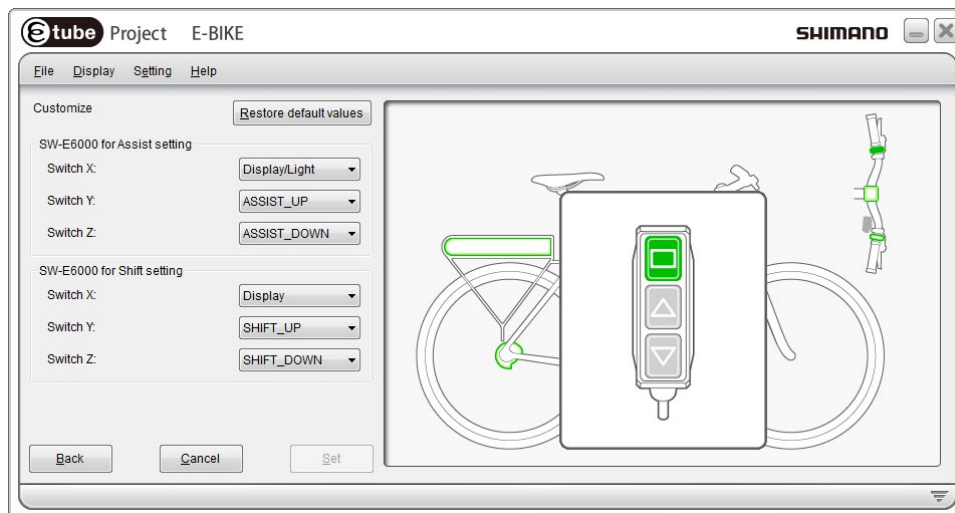 Etube Project E-BIKE SHIMANO
File Display Setting Help
Customize Restore default values
SW-E6000 for Assist setting
Switch X: Display/Light
Switch Y: ASSIST_UP
Switch Z: ASSIST_DOWN
SW-E6000 for Shift setting
Switch X: Display
Switch Y: SHIFT_UP
Switch Z: SHIFT_DOWN
Back Cancel Set